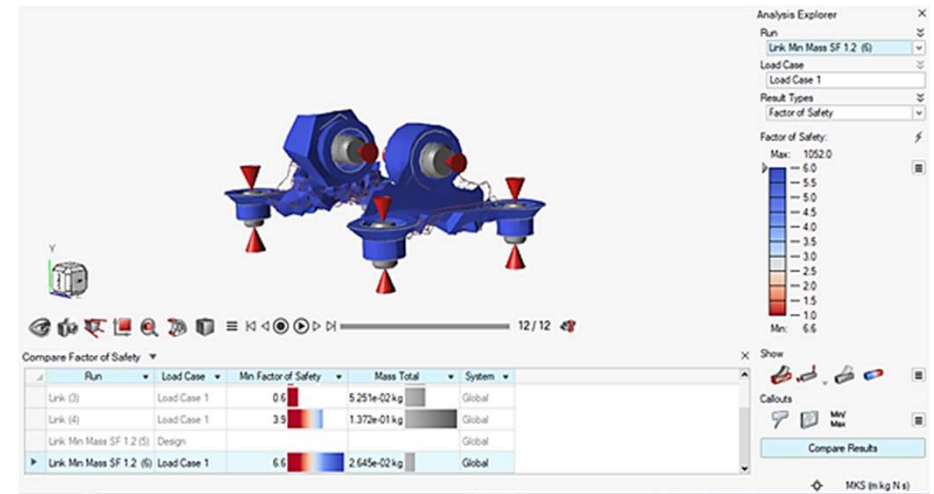 Analysis Explorer
Run
Link Min Mass SF 1.2 (6)
Load Case
Load Case 1
Result Types
Factor of Safety
Factor of Safety:
Max: 1052.0
6.0
5.5
5.0
4.5
4.0
3.5
3.0
2.5
2.0
1.5
1.0
Min: 6.6
Y
12 / 12
Compare Factor of Safety
Run Load Case Min Factor of Safety Mass Total System
Link (3) Load Case 1 0.6 5.251e-02 kg Global
Link (4) Load Case 1 3.9 1.372e-01 kg Global
Link Min Mass SF 1.2 (5) Design Global
Link Min Mass SF 1.2 (6) Load Case 1 6.6 2.645e-02 kg Global
Show
Callouts
Min/
Max
Compare Results
MKS (m kg N s)